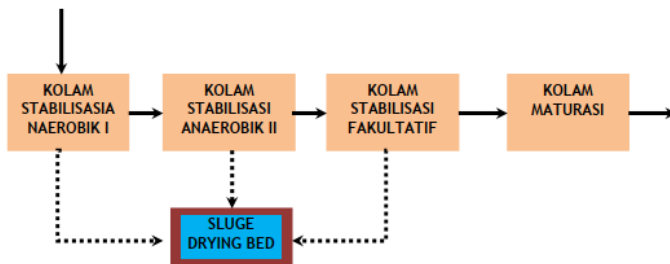 KOLAM
STABILISASIA
NAEROBIK I
KOLAM
STABILISASI
ANAEROBIK II
KOLAM
STABILISASI
FAKULTATIF
KOLAM
MATURASI
SLUGE
DRYING BED